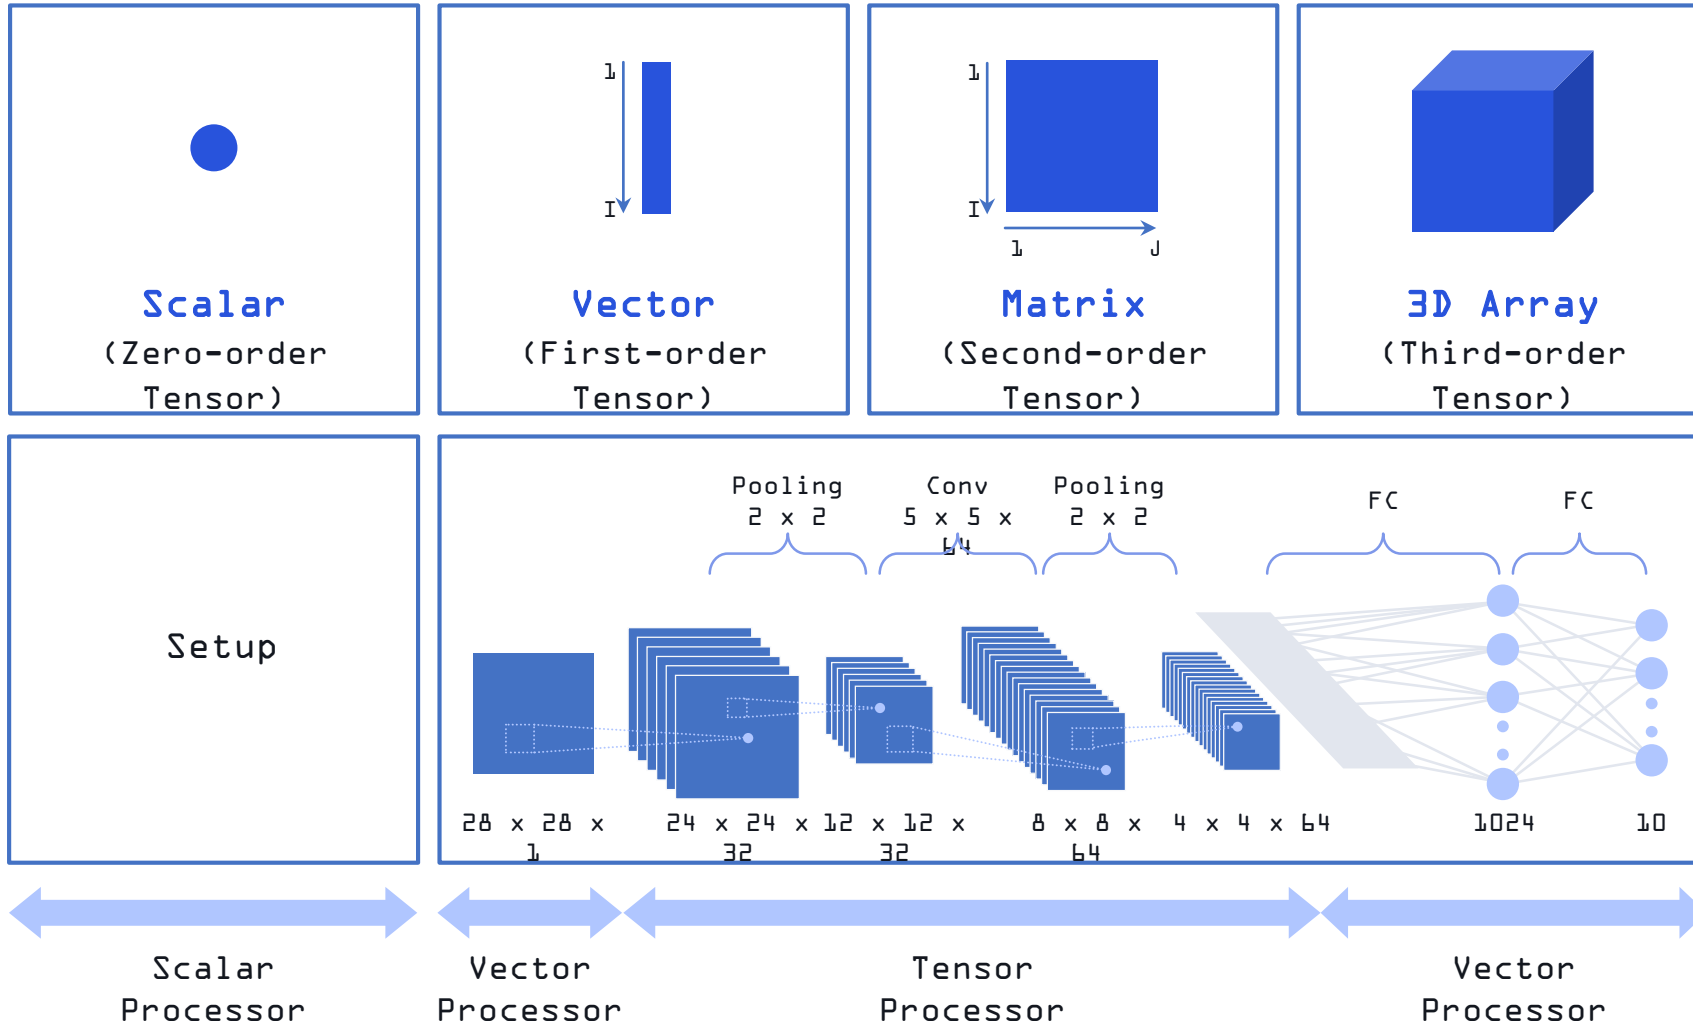 1
I
1
I
1
J
Scalar
(Zero-order
Tensor)
Vector
(First-order
Tensor)
Matrix
(Second-order
Tensor)
3D Array
(Third-order
Tensor)
Setup
Pooling
2 x 2
Conv
5 x 5 x
64
Pooling
2 x 2
FC
FC
28 x 28 x
1
24 x 24 x
32
12 x 12 x
32
8 x 8 x
64
4 x 4 x 64
1024
10
Scalar
Processor
Vector
Processor
Tensor
Processor
Vector
Processor